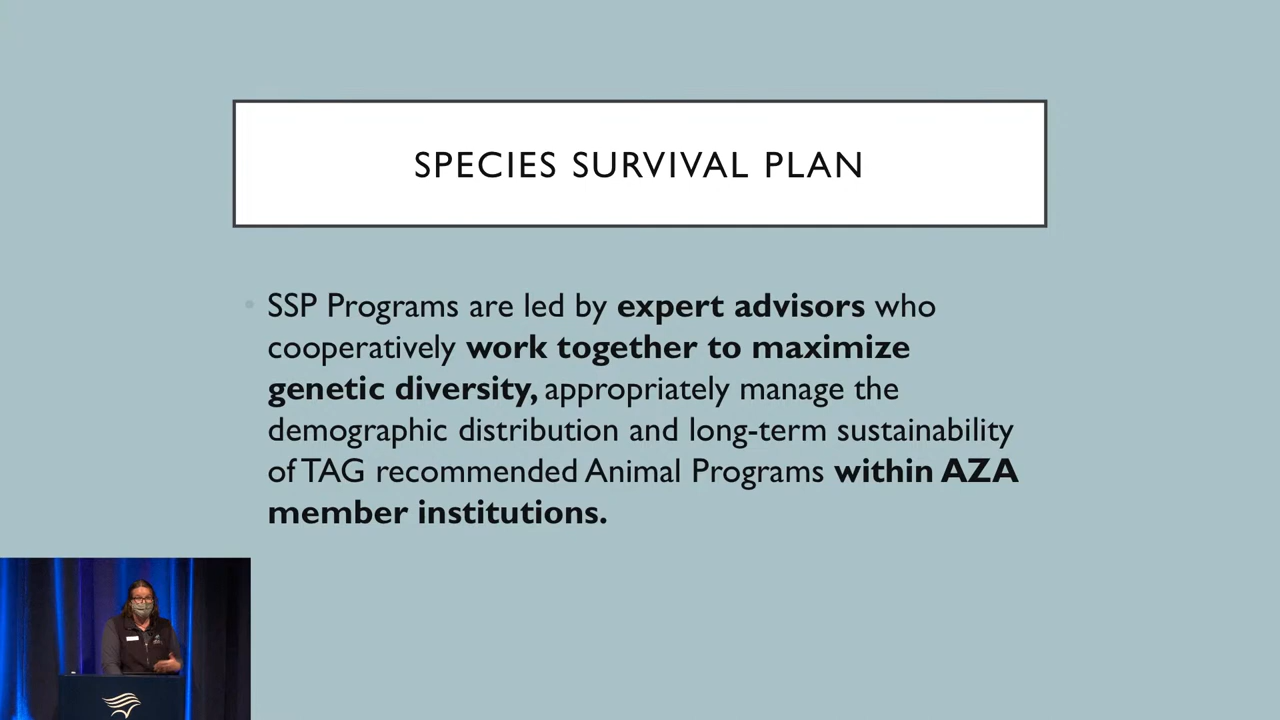 SPECIES SURVIVAL PLAN
• SSP Programs are led by expert advisors who
cooperatively work together to maximize
genetic diversity, appropriately manage the
demographic distribution and long-term sustainability
of TAG recommended Animal Programs within AZA
member institutions.